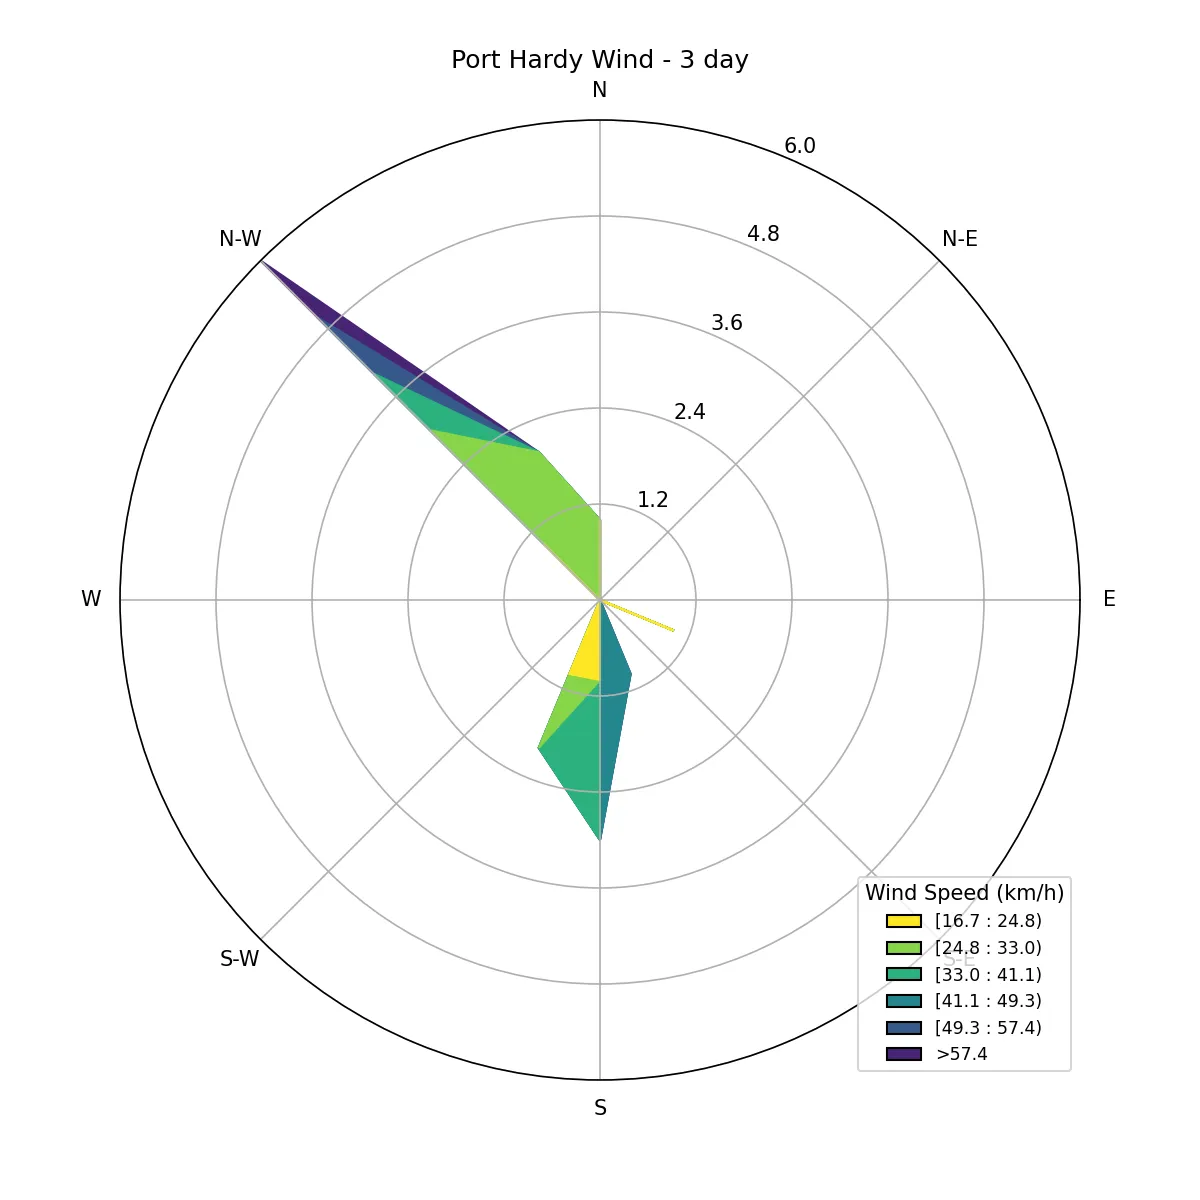 Port Hardy Wind - 3 day
N
6.0
N-W
N-E
4.8
3.6
2.4
1.2
W
E
S-W
S-E
Wind Speed (km/h)
[16.7 : 24.8)
[24.8 : 33.0)
[33.0 : 41.1)
[41.1 : 49.3)
[49.3 : 57.4)
>57.4
S